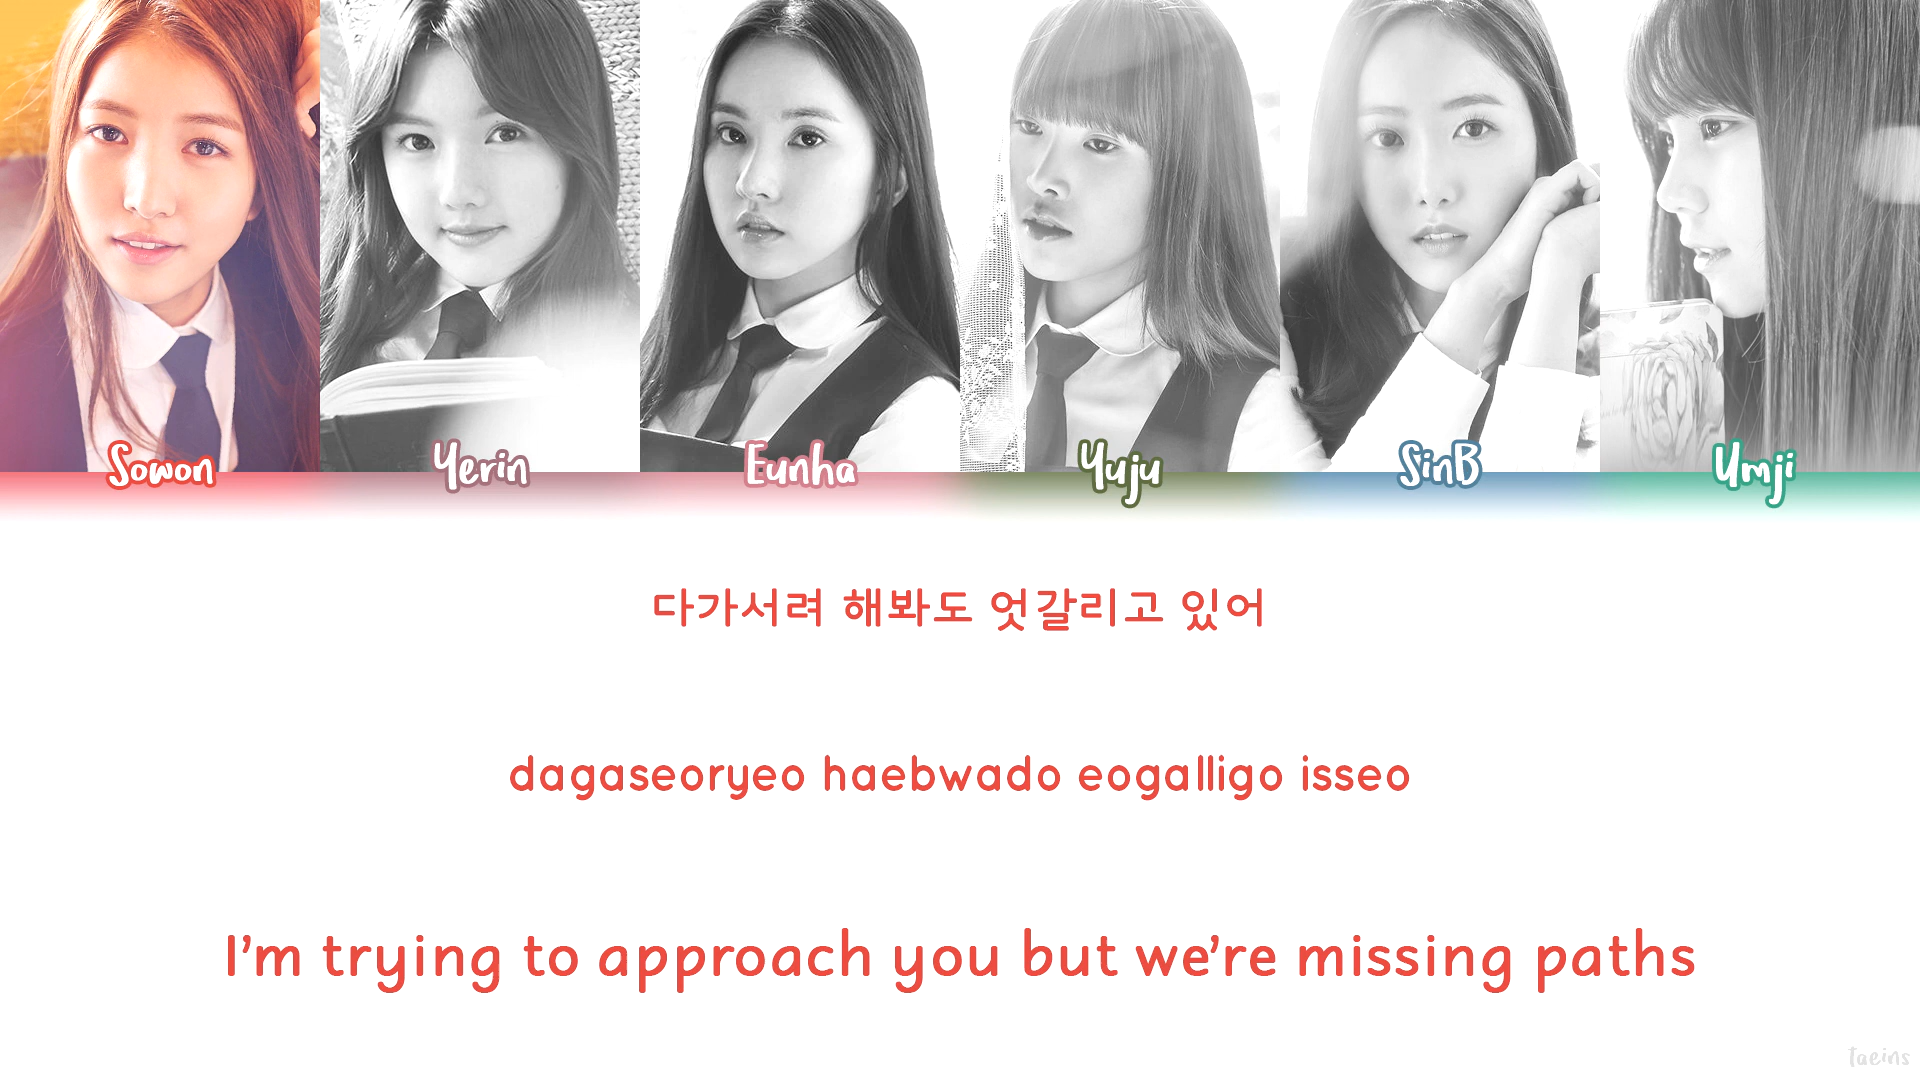 Sowon Yerin Eunha Yuju SinB Umji
다가서려 해봐도 엇갈리고 있어
dagaseoryeo haebwado eogalligo isseo
I'm trying to approach you but we're missing paths
taeins